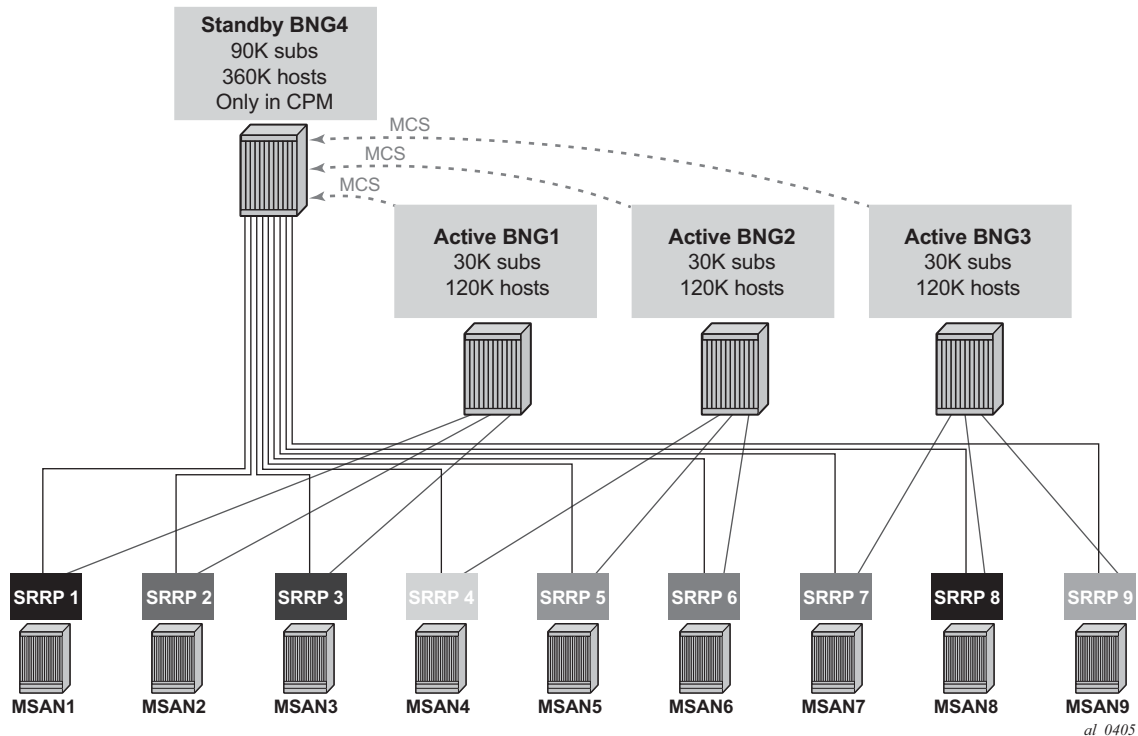 Standby BNG4
90K subs
360K hosts
Only in CPM
MCS
MCS
MCS
Active BNG1
30K subs
120K hosts
Active BNG2
30K subs
120K hosts
Active BNG3
30K subs
120K hosts
SRRP 1
SRRP 2
SRRP 3
SRRP 4
SRRP 5
SRRP 6
SRRP 7
SRRP 8
SRRP 9
MSAN1
MSAN2
MSAN3
MSAN4
MSAN5
MSAN6
MSAN7
MSAN8
MSAN9
al_0405